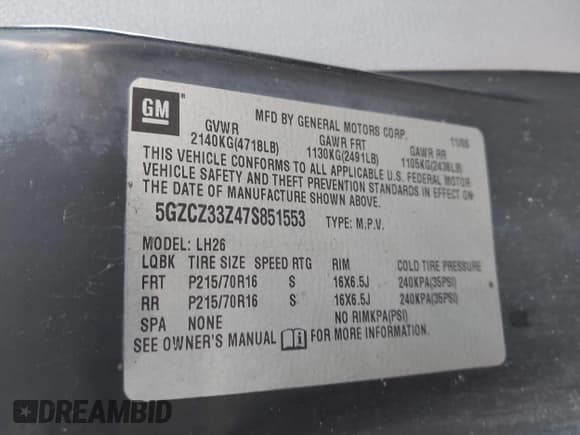 GM
MFD BY GENERAL MOTORS CORP. 11/06
GVWR GAWR FRT GAWR RR
2140KG(4718LB) 1130KG(2491LB) 1105KG(2436LB)
THIS VEHICLE CONFORMS TO ALL APPLICABLE U.S. FEDERAL MOTOR
VEHICLE SAFETY AND THEFT PREVENTION STANDARDS IN EFFECT ON
THE DATE OF MANUFACTURE SHOWN ABOVE.
5GZCZ33Z47S851553 TYPE: M.P.V.
MODEL: LH26
LQBK TIRE SIZE SPEED RTG RIM COLD TIRE PRESSURE
FRT P215/70R16 S 16X6.5J 240KPA(35PSI)
RR P215/70R16 S 16X6.5J 240KPA(35PSI)
SPA NONE NO RIMKPA(PSI)
SEE OWNER'S MANUAL FOR MORE INFORMATION.
DREAMBID